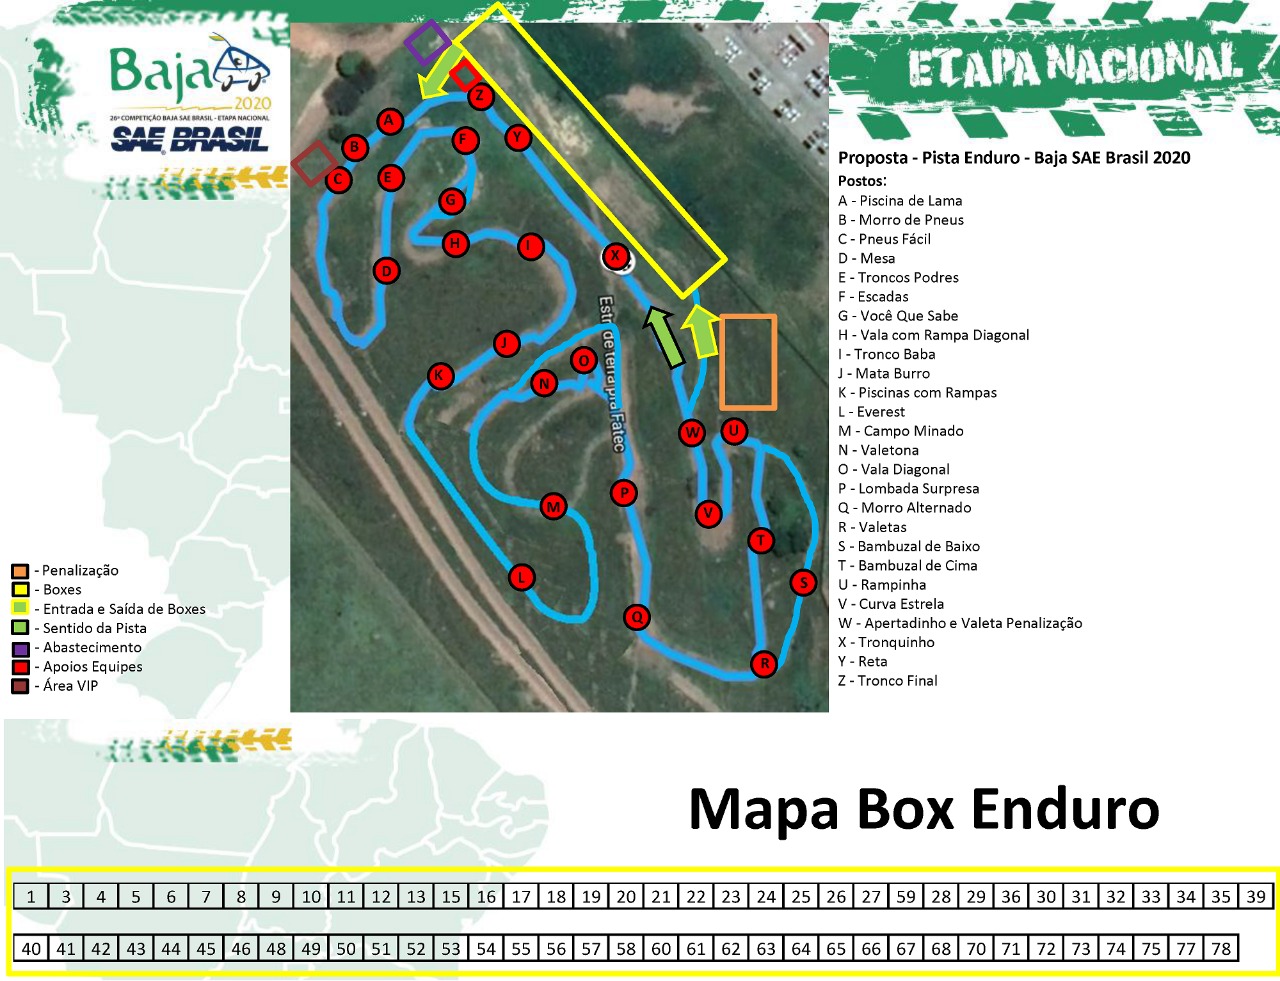 Baja
2020
26ª COMPETIÇÃO BAJA SAE BRASIL - ETAPA NACIONAL
SAE BRASIL
ETAPA NACIONAL
Proposta - Pista Enduro - Baja SAE Brasil 2020
Postos:
A - Piscina de Lama
B - Morro de Pneus
C - Pneus Fácil
D - Mesa
E - Troncos Podres
F - Escadas
G - Você Que Sabe
H - Vala com Rampa Diagonal
I - Tronco Baba
J - Mata Burro
K - Piscinas com Rampas
L - Everest
M - Campo Minado
N - Valetona
O - Vala Diagonal
P - Lombada Surpresa
Q - Morro Alternado
R - Valetas
S - Bambuzal de Baixo
T - Bambuzal de Cima
U - Rampinha
V - Curva Estrela
W - Apertadinho e Valeta Penalização
X - Tronquinho
Y - Reta
Z - Tronco Final
Z
A
F
Y
B
C
E
G
H
I
X
D
J
O
K
N
W
U
P
M
V
T
L
S
Q
R
Estr. de terra pra Fatec
- Penalização
- Boxes
- Entrada e Saída de Boxes
- Sentido da Pista
- Abastecimento
- Apoios Equipes
- Área VIP
Mapa Box Enduro
1 3 4 5 6 7 8 9 10 11 12 13 15 16 17 18 19 20 21 22 23 24 25 26 27 59 28 29 36 30 31 32 33 34 35 39
40 41 42 43 44 45 46 48 49 50 51 52 53 54 55 56 57 58 60 61 62 63 64 65 66 67 68 70 71 72 73 74 75 77 78